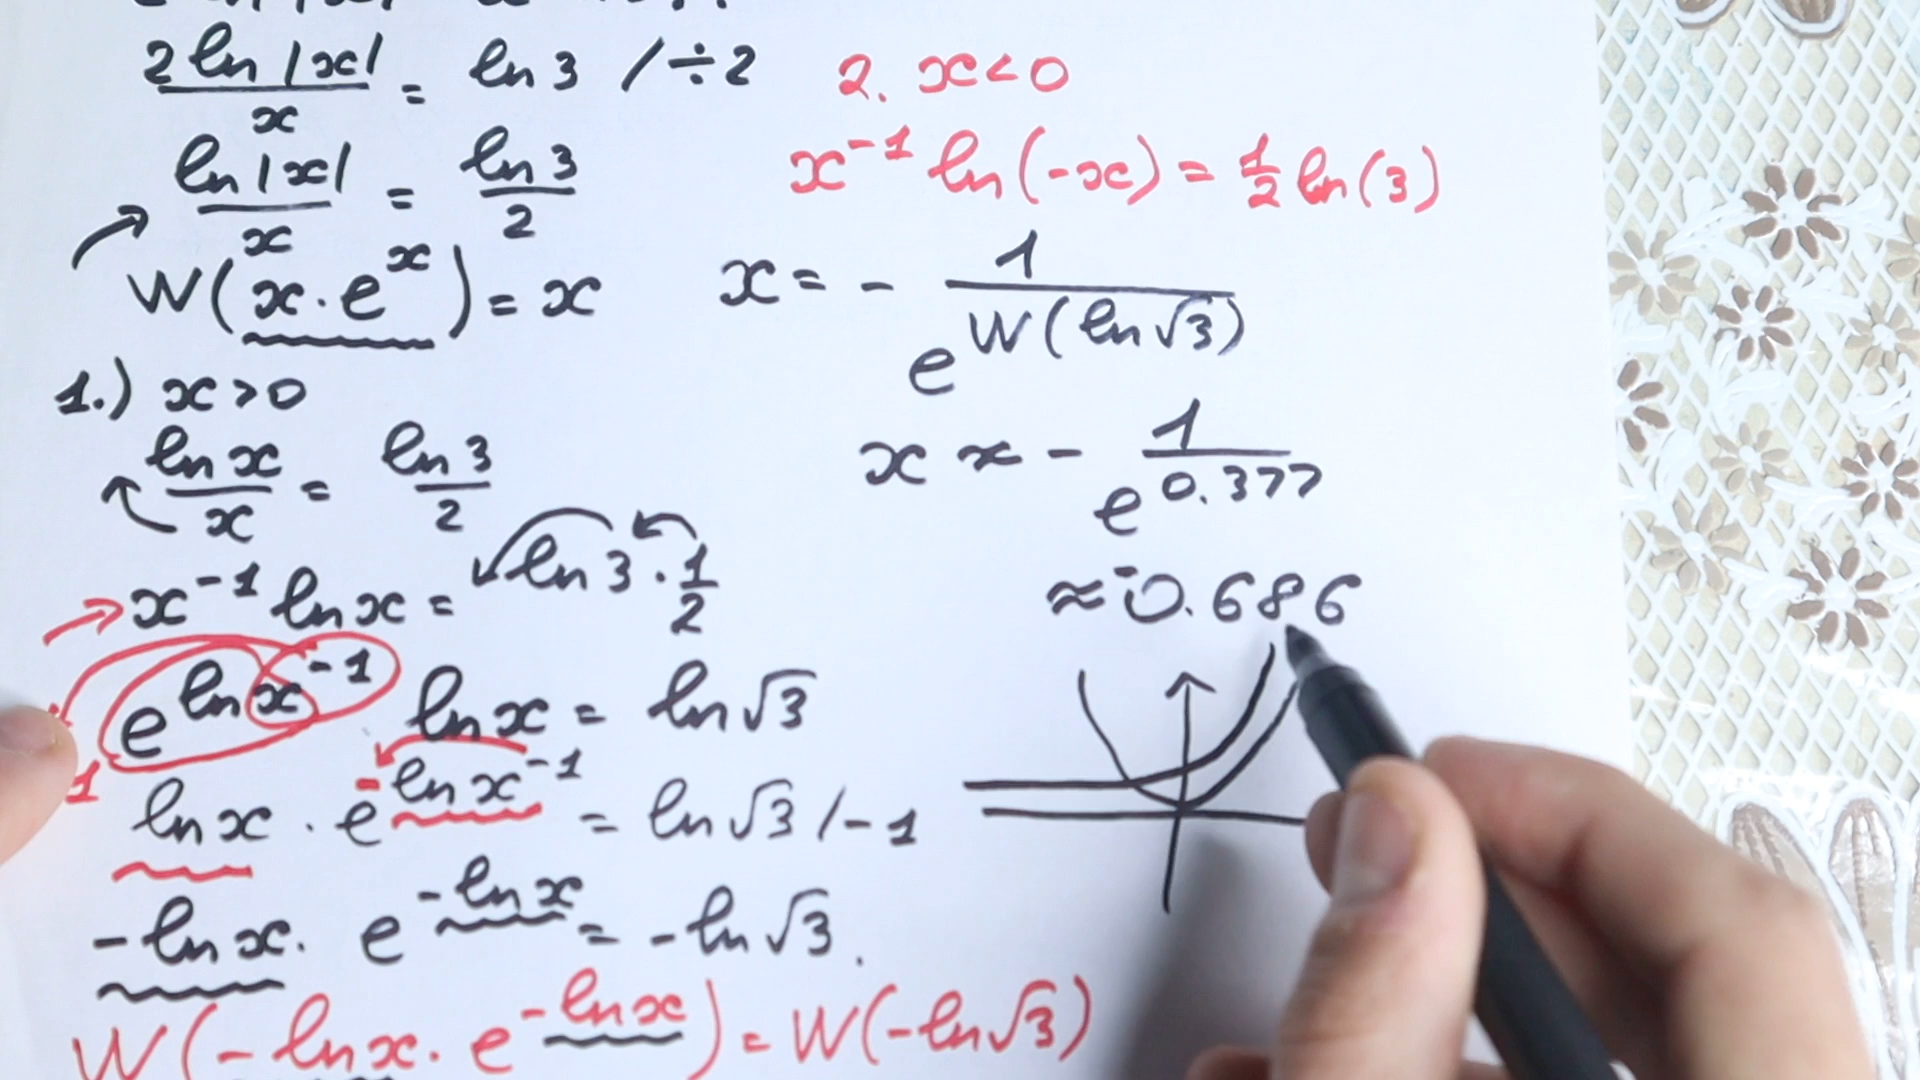 2 ln |x| / x = ln 3 / ÷2
ln |x| / x = ln 3 / 2
W(x · e^x) = x
1.) x > 0
ln x / x = ln 3 / 2
x^-1 ln x = ln 3 · 1/2
e^ln x^-1 ln x = ln √3
1
ln x · e^-ln x^-1 = ln √3 / -1
-ln x · e^-ln x = -ln √3.
W(-ln x · e^-ln x) = W(-ln √3)
2. x < 0
x^-1 ln(-x) = 1/2 ln(3)
x = - 1 / e^W(ln √3)
x ≈ - 1 / e^0.377
≈ -0.686